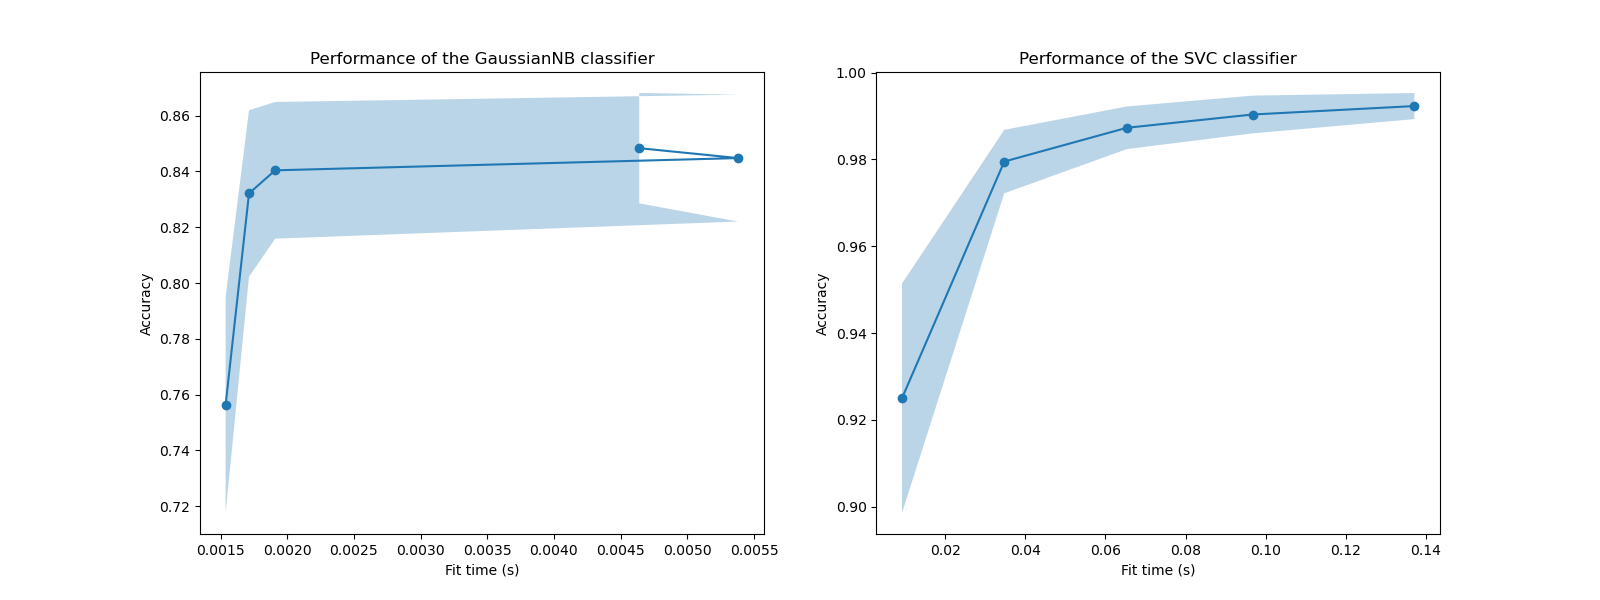 Performance of the GaussianNB classifier
Accuracy
0.86
0.84
0.82
0.80
0.78
0.76
0.74
0.72
0.0015 0.0020 0.0025 0.0030 0.0035 0.0040 0.0045 0.0050 0.0055
Fit time (s)
Performance of the SVC classifier
Accuracy
1.00
0.98
0.96
0.94
0.92
0.90
0.02 0.04 0.06 0.08 0.10 0.12 0.14
Fit time (s)